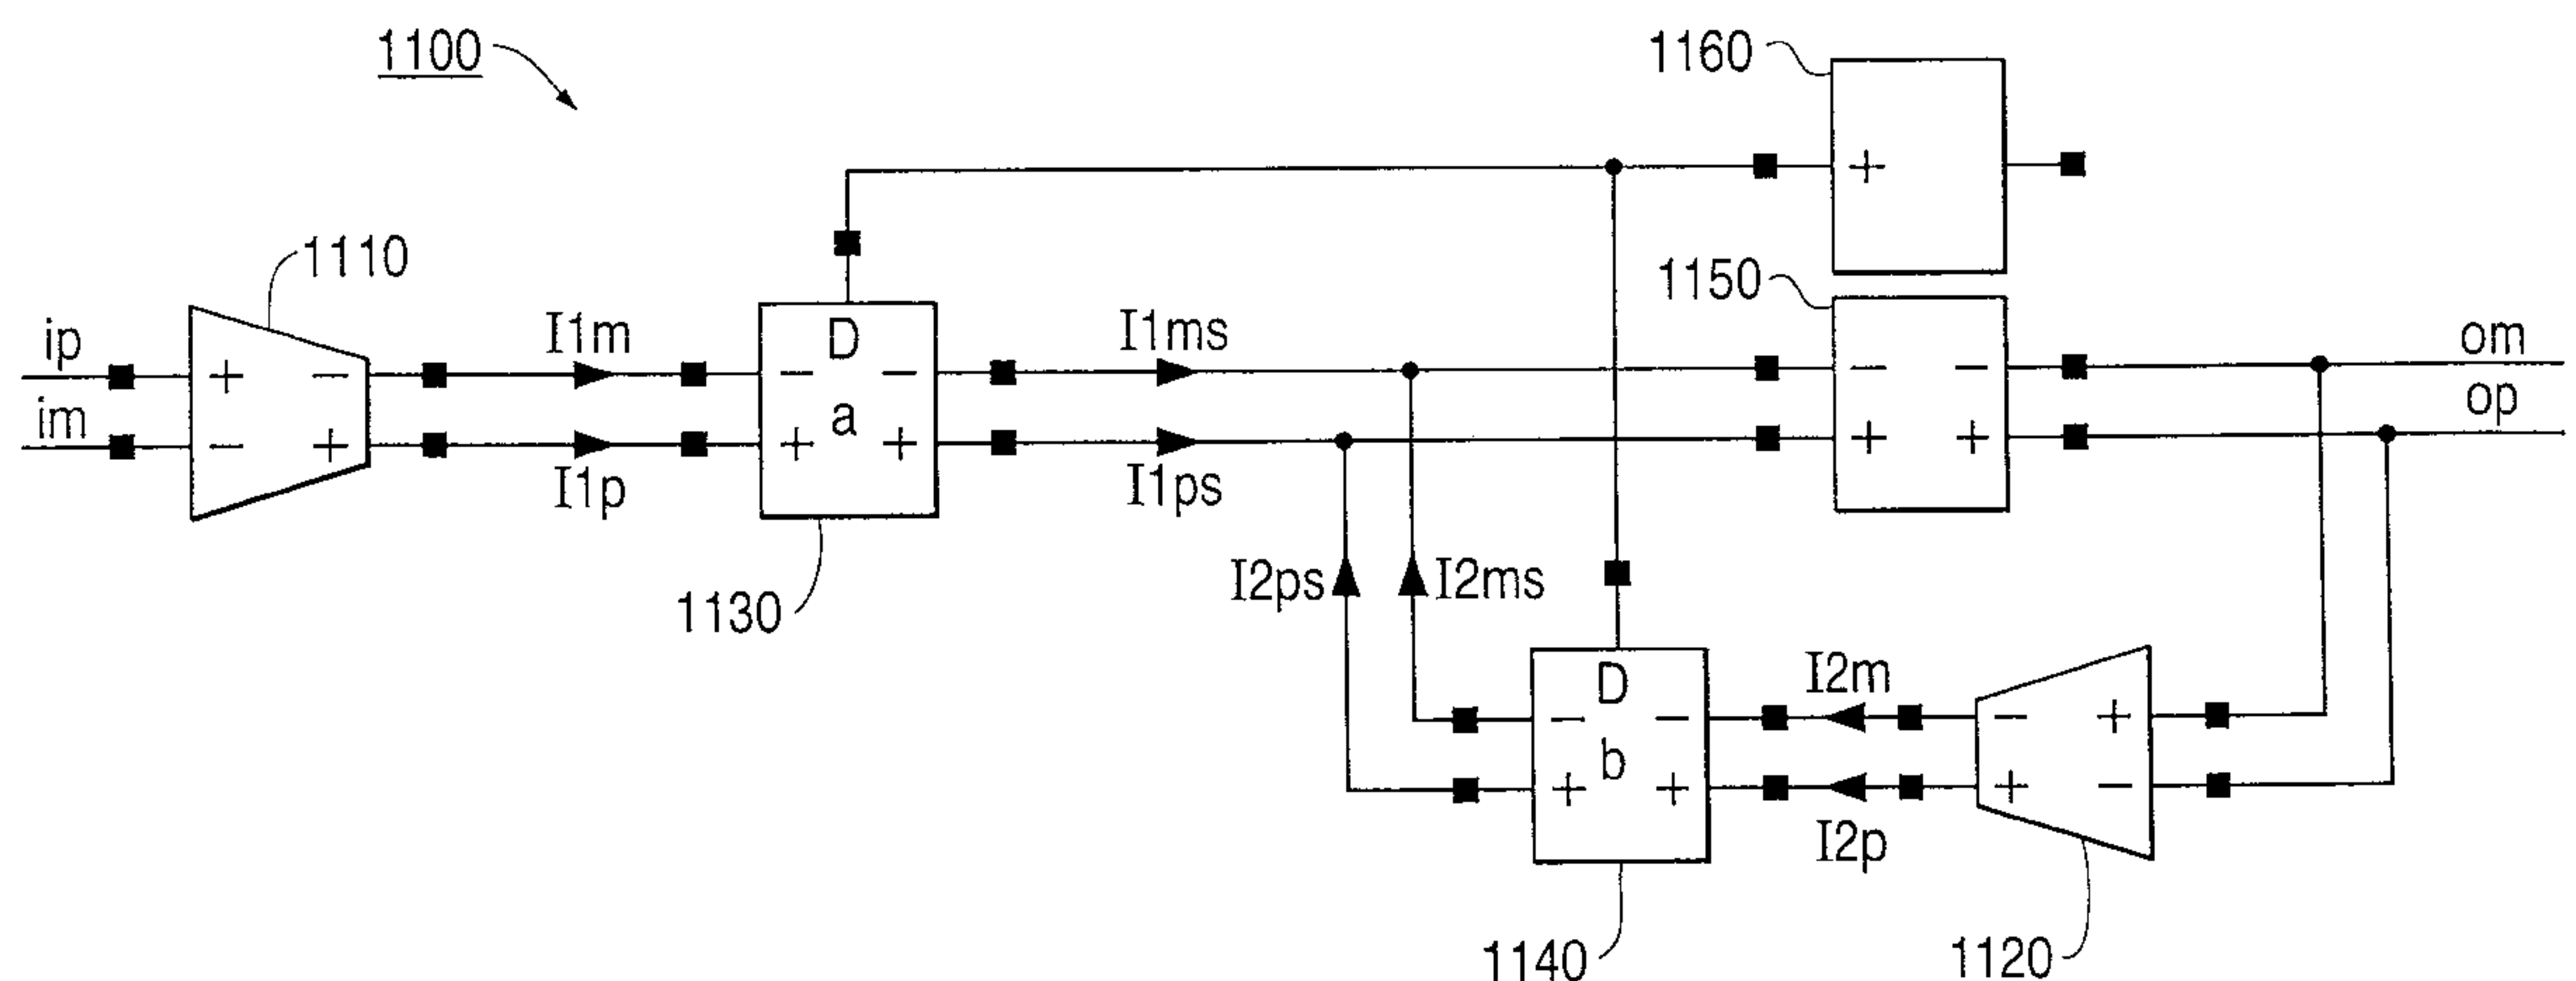 1100
1160
1110
1150
ip
+
−
I1m
D
−
−
I1ms
−
−
om
im
−
+
I1p
a
+
+
I1ps
+
+
op
+
1130
I2ps
I2ms
D
−
−
I2m
−
+
b
+
+
I2p
+
−
1140
1120